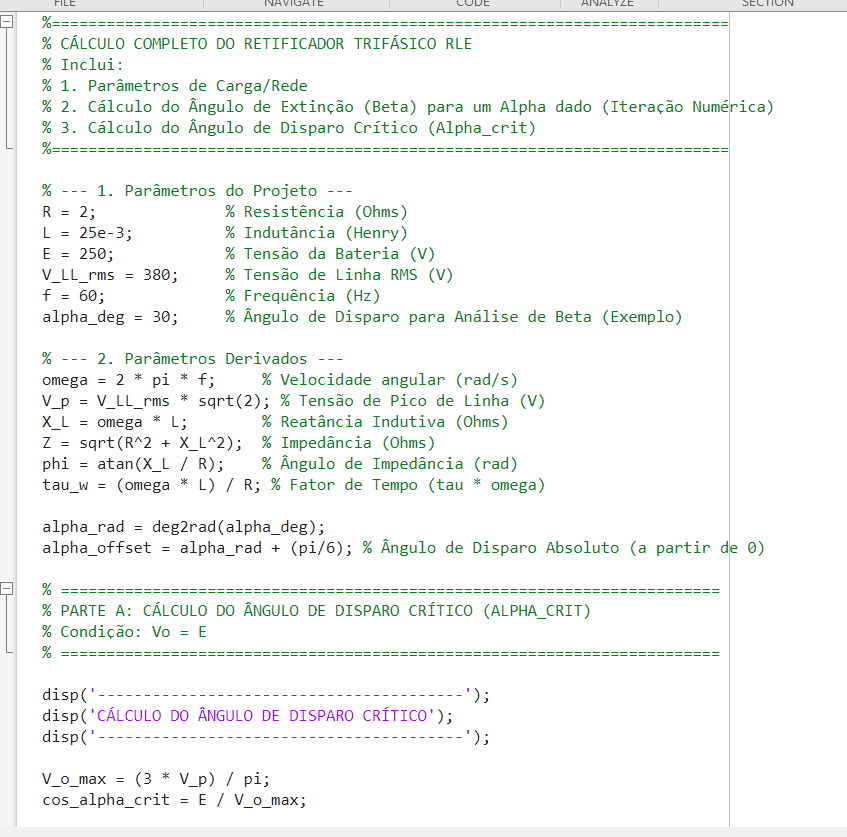 FILE NAVIGATE CODE ANALYZE SECTION
%==========================================================================
% CÁLCULO COMPLETO DO RETIFICADOR TRIFÁSICO RLE
% Inclui:
% 1. Parâmetros de Carga/Rede
% 2. Cálculo do Ângulo de Extinção (Beta) para um Alpha dado (Iteração Numérica)
% 3. Cálculo do Ângulo de Disparo Crítico (Alpha_crit)
%==========================================================================
% --- 1. Parâmetros do Projeto ---
R = 2; % Resistência (Ohms)
L = 25e-3; % Indutância (Henry)
E = 250; % Tensão da Bateria (V)
V_LL_rms = 380; % Tensão de Linha RMS (V)
f = 60; % Frequência (Hz)
alpha_deg = 30; % Ângulo de Disparo para Análise de Beta (Exemplo)
% --- 2. Parâmetros Derivados ---
omega = 2 * pi * f; % Velocidade angular (rad/s)
V_p = V_LL_rms * sqrt(2); % Tensão de Pico de Linha (V)
X_L = omega * L; % Reatância Indutiva (Ohms)
Z = sqrt(R^2 + X_L^2); % Impedância (Ohms)
phi = atan(X_L / R); % Ângulo de Impedância (rad)
tau_w = (omega * L) / R; % Fator de Tempo (tau * omega)
alpha_rad = deg2rad(alpha_deg);
alpha_offset = alpha_rad + (pi/6); % Ângulo de Disparo Absoluto (a partir de 0)
% ========================================================================
% PARTE A: CÁLCULO DO ÂNGULO DE DISPARO CRÍTICO (ALPHA_CRIT)
% Condição: Vo = E
% ========================================================================
disp('----------------------------------------');
disp('CÁLCULO DO ÂNGULO DE DISPARO CRÍTICO');
disp('----------------------------------------');
V_o_max = (3 * V_p) / pi;
cos_alpha_crit = E / V_o_max;